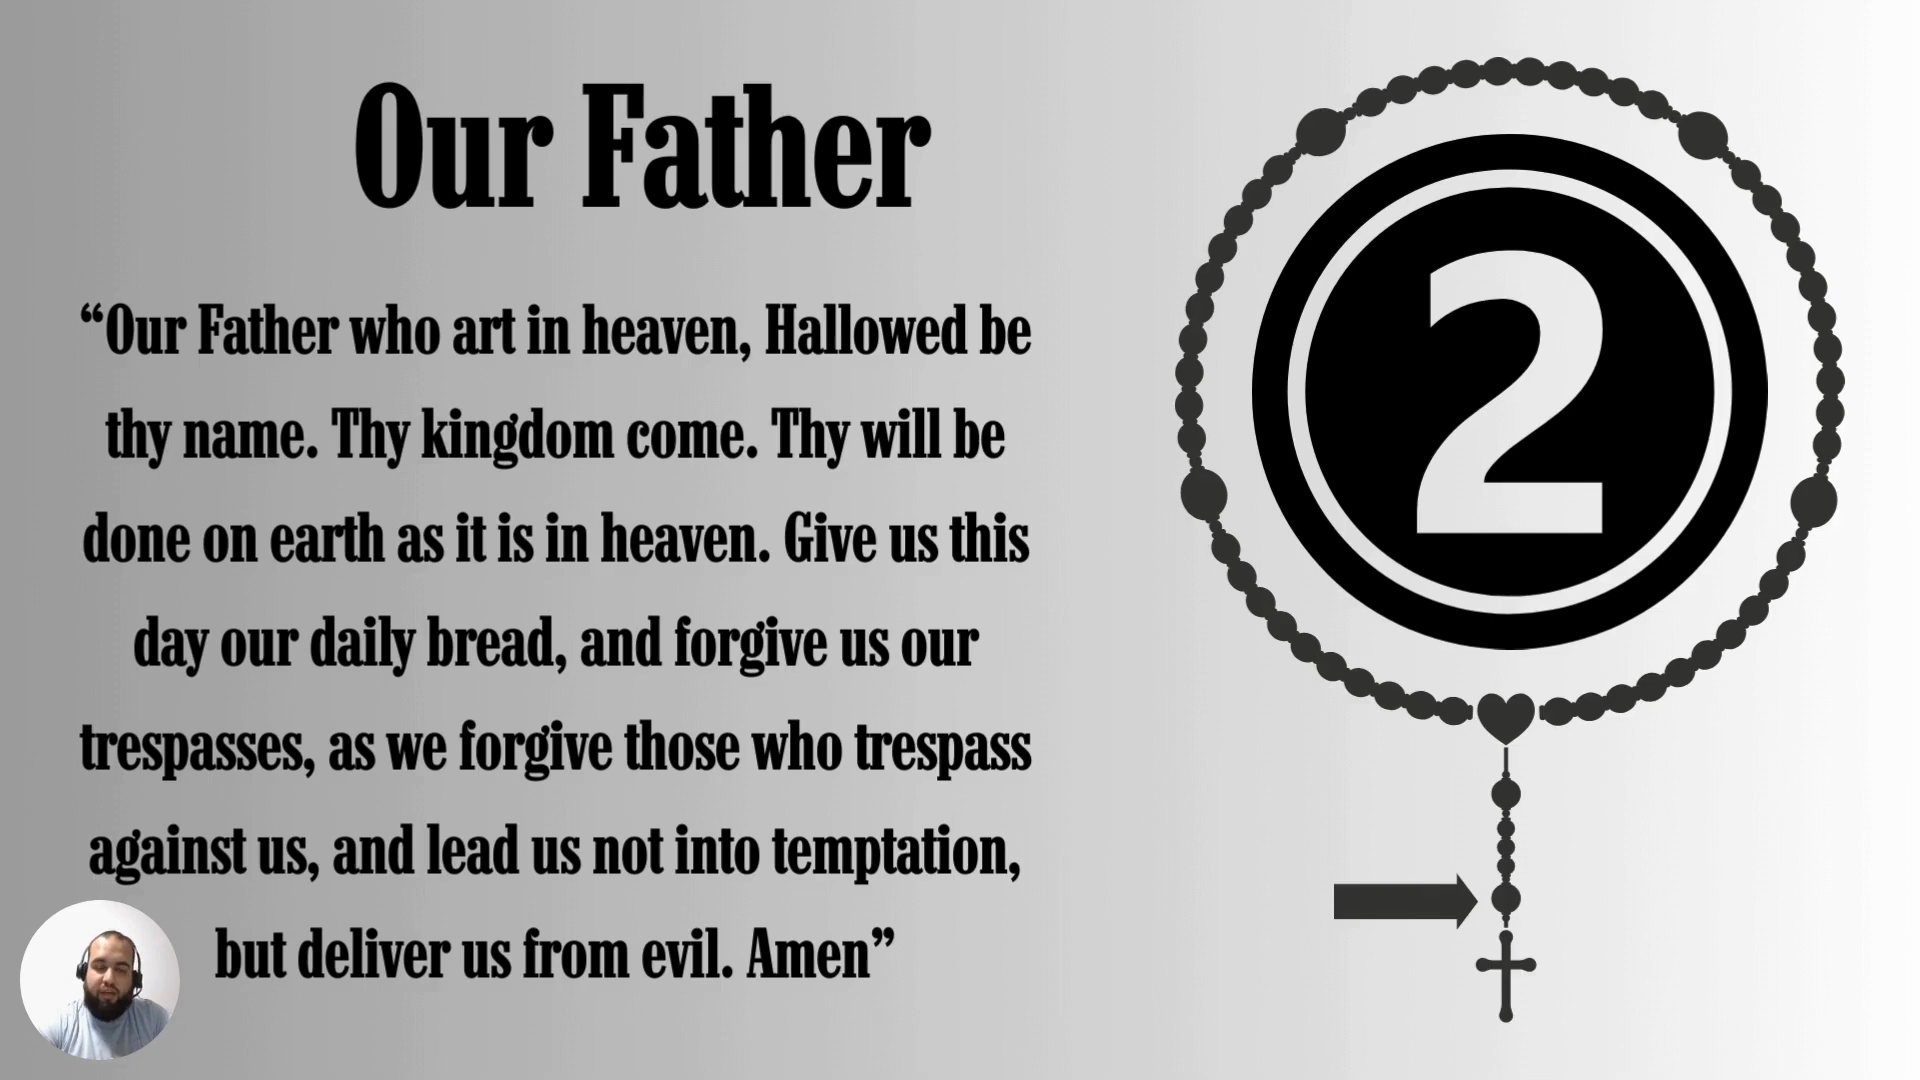 Our Father
“Our Father who art in heaven, Hallowed be
thy name. Thy kingdom come. Thy will be
done on earth as it is in heaven. Give us this
day our daily bread, and forgive us our
trespasses, as we forgive those who trespass
against us, and lead us not into temptation,
but deliver us from evil. Amen”
2